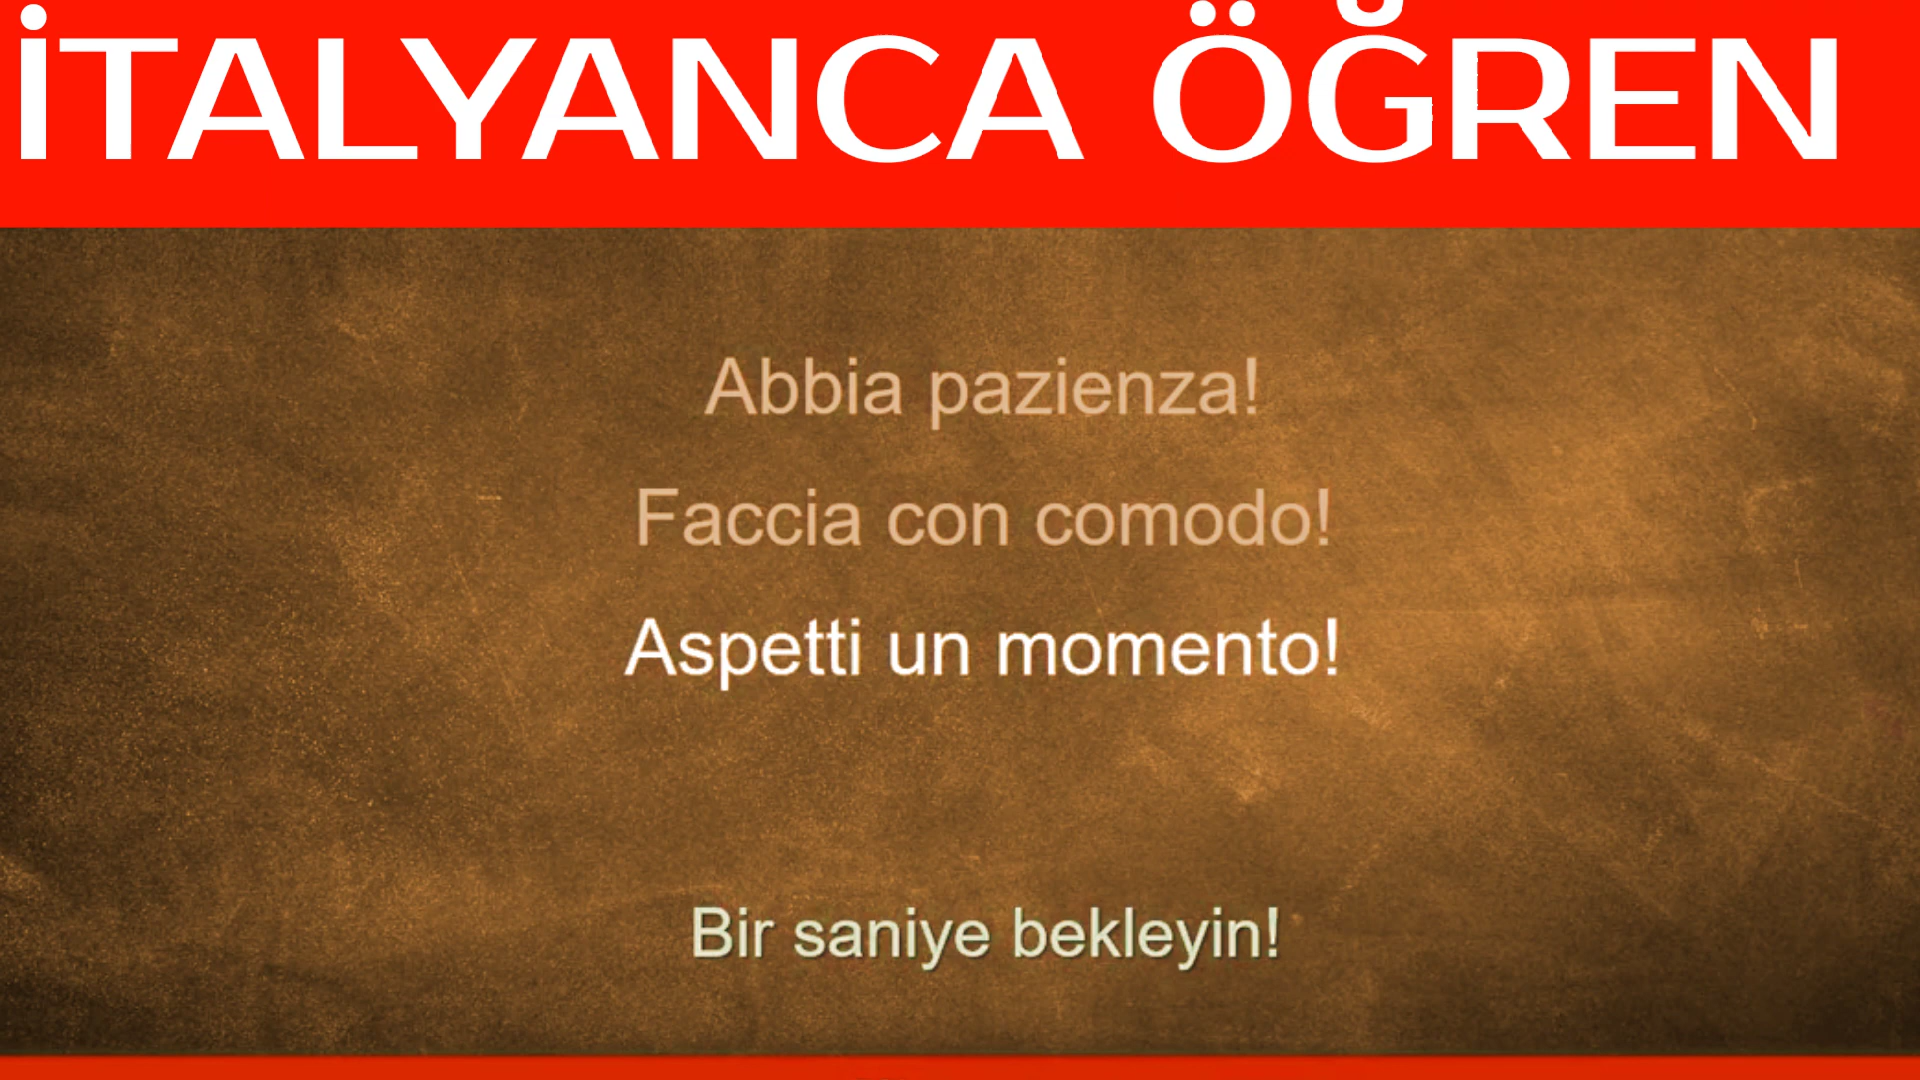 İTALYANCA ÖĞREN
Abbia pazienza!
Faccia con comodo!
Aspetti un momento!
Bir saniye bekleyin!